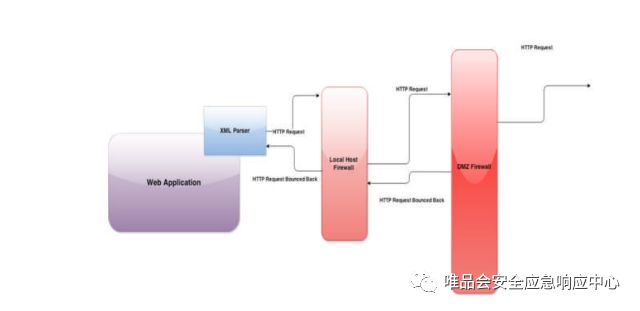 HTTP Request
HTTP Request
XML Parser
HTTP Request
Local Host
Firewall
DMZ Firewall
Web Application
HTTP Request Bounced Back
HTTP Request Bounced Back
唯品会安全应急响应中心